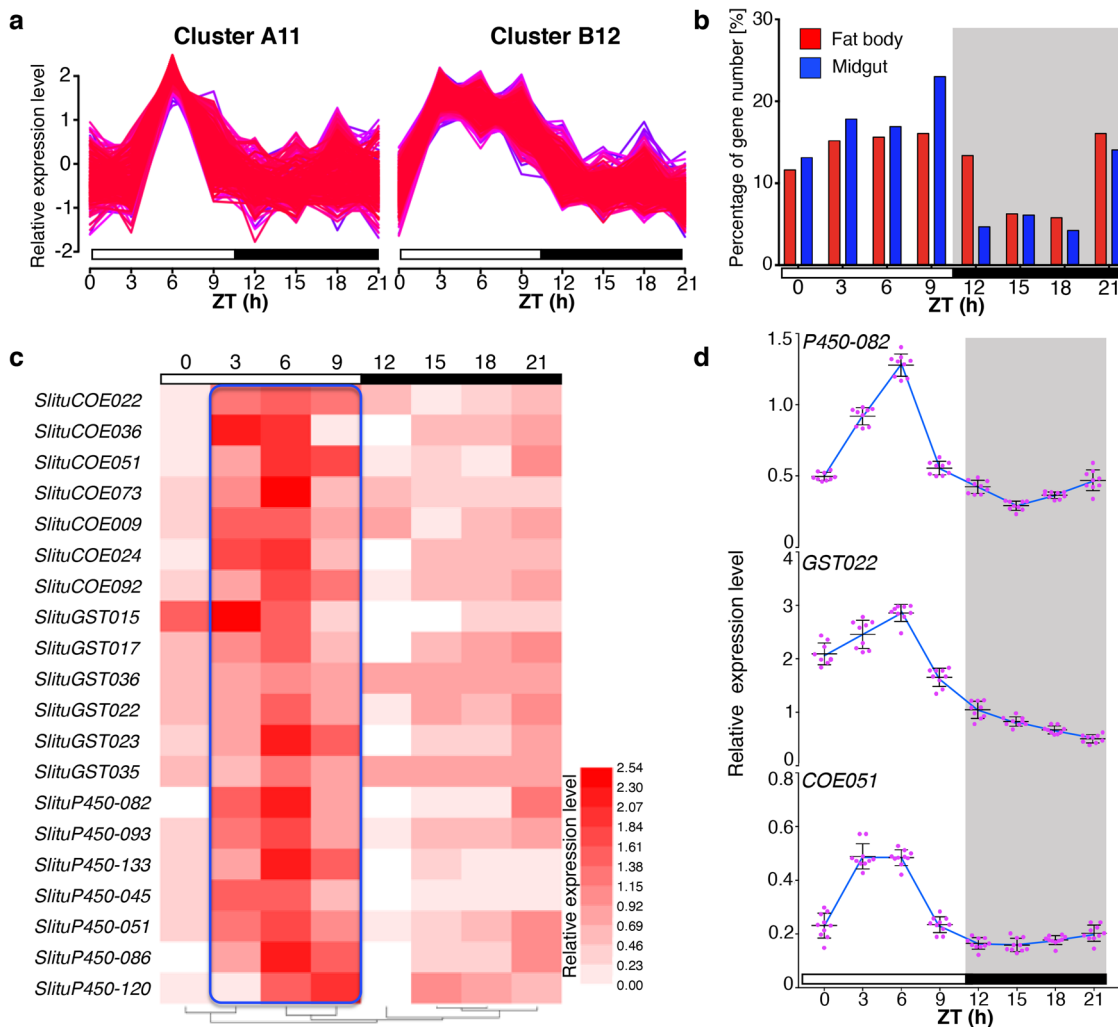 a
Cluster A11
Cluster B12
Relative expression level
2
1
0
-1
-2
0 3 6 9 12 15 18 21
0 3 6 9 12 15 18 21
ZT (h)
b
Percentage of gene number [%]
30
20
10
0
Fat body
Midgut
0 3 6 9 12 15 18 21
ZT (h)
c
0 3 6 9 12 15 18 21
SlituCOE022
SlituCOE036
SlituCOE051
SlituCOE073
SlituCOE009
SlituCOE024
SlituCOE092
SlituGST015
SlituGST017
SlituGST036
SlituGST022
SlituGST023
SlituGST035
SlituP450-082
SlituP450-093
SlituP450-133
SlituP450-045
SlituP450-051
SlituP450-086
SlituP450-120
Relative expression level
2.54
2.30
2.07
1.84
1.61
1.38
1.15
0.92
0.69
0.46
0.23
0.00
d
Relative expression level
P450-082
1.5
1.0
0.5
0
GST022
4
3
2
1
0
COE051
0.8
0.6
0.4
0.2
0
0 3 6 9 12 15 18 21
ZT (h)